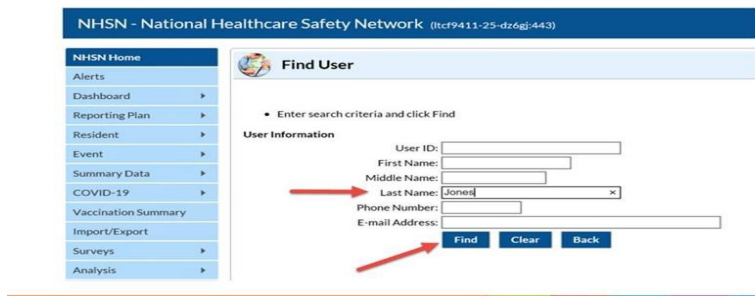 NHSN - National Healthcare Safety Network (ltcf9411-25-dz6gj:443)
NHSN Home
Alerts
Dashboard
Reporting Plan
Resident
Event
Summary Data
COVID-19
Vaccination Summary
Import/Export
Surveys
Analysis
Find User
• Enter search criteria and click Find
User Information
User ID:
First Name:
Middle Name:
Last Name: Jones ×
Phone Number:
E-mail Address:
Find Clear Back